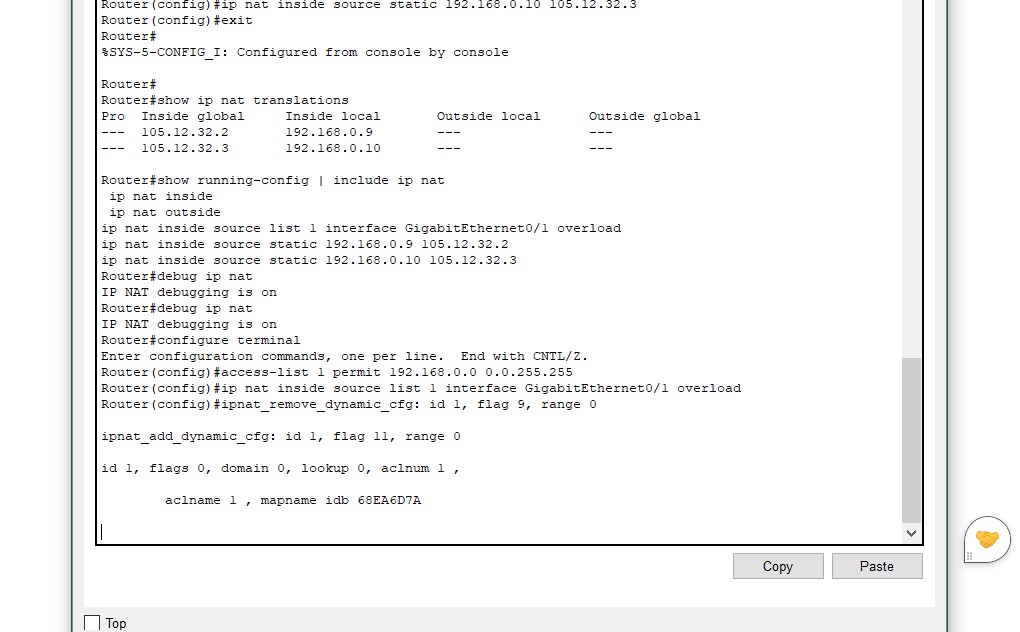 Router(config)#ip nat inside source static 192.168.0.10 105.12.32.3
Router(config)#exit
Router#
%SYS-5-CONFIG_I: Configured from console by console
Router#
Router#show ip nat translations
Pro  Inside global     Inside local       Outside local      Outside global
---  105.12.32.2       192.168.0.9        ---                ---
---  105.12.32.3       192.168.0.10       ---                ---
Router#show running-config | include ip nat
 ip nat inside
 ip nat outside
ip nat inside source list 1 interface GigabitEthernet0/1 overload
ip nat inside source static 192.168.0.9 105.12.32.2
ip nat inside source static 192.168.0.10 105.12.32.3
Router#debug ip nat
IP NAT debugging is on
Router#debug ip nat
IP NAT debugging is on
Router#configure terminal
Enter configuration commands, one per line.  End with CNTL/Z.
Router(config)#access-list 1 permit 192.168.0.0 0.0.255.255
Router(config)#ip nat inside source list 1 interface GigabitEthernet0/1 overload
Router(config)#ipnat_remove_dynamic_cfg: id 1, flag 9, range 0
ipnat_add_dynamic_cfg: id 1, flag 11, range 0
id 1, flags 0, domain 0, lookup 0, aclnum 1 ,
        aclname 1 , mapname idb 68EA6D7A
Copy Paste
Top